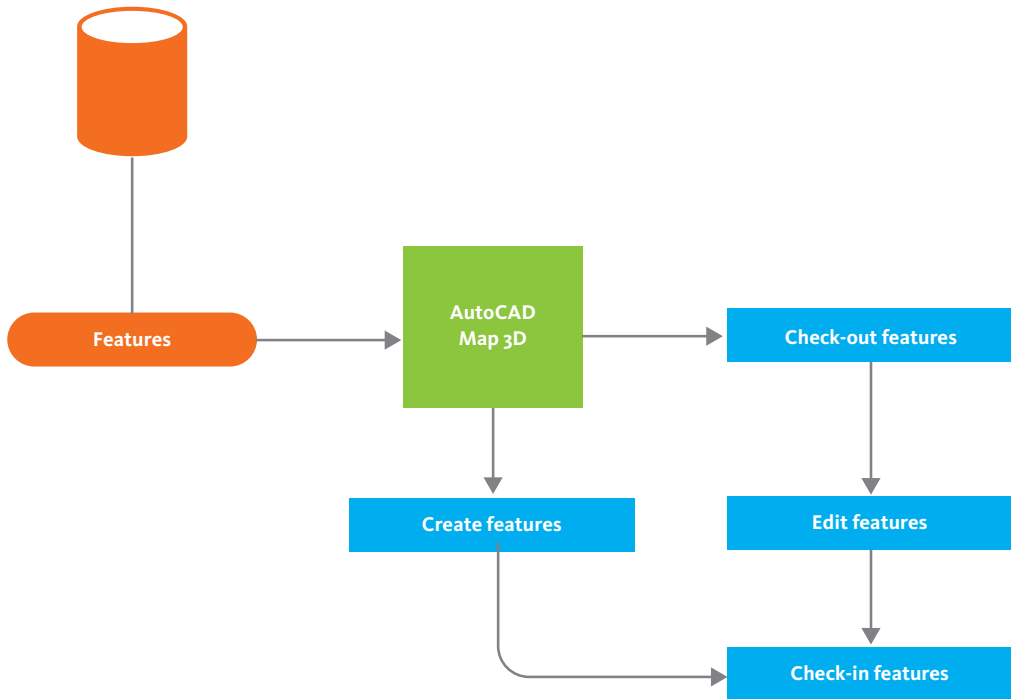 AutoCAD
Map 3D
Features
Check-out features
Create features
Edit features
Check-in features